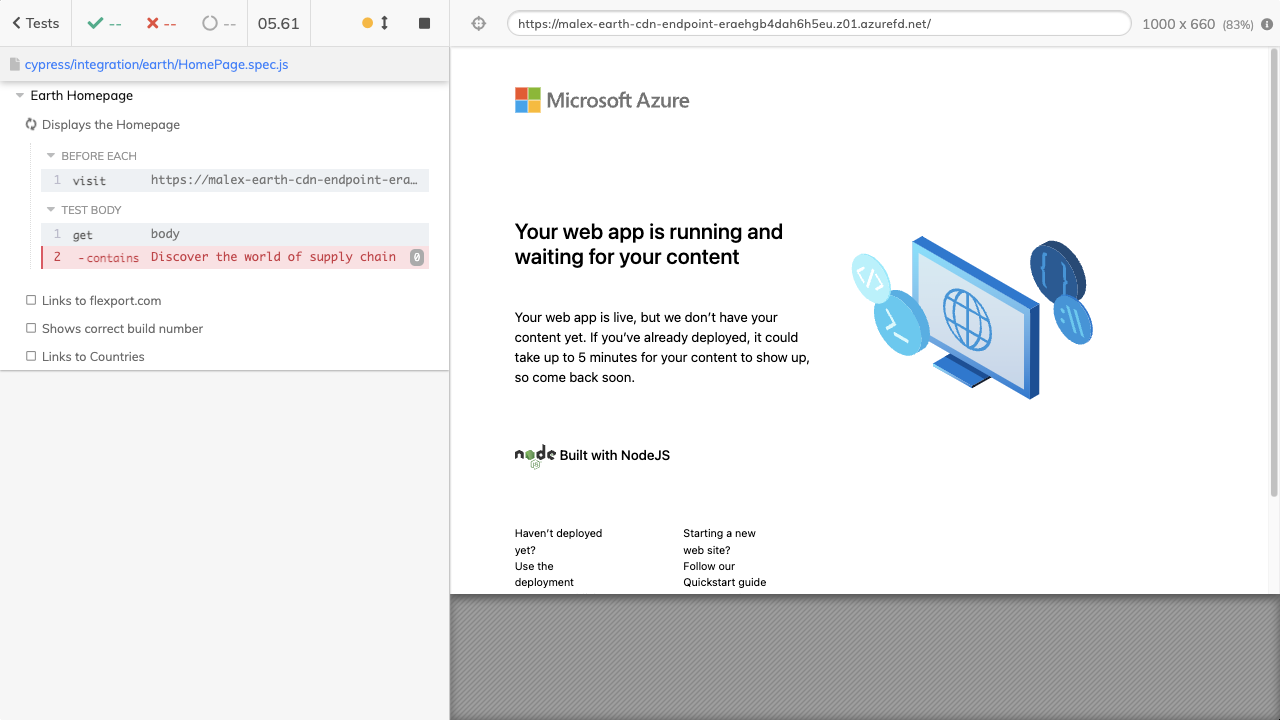 Tests
--
--
--
05.61
https://malex-earth-cdn-endpoint-eraehgb4dah6h5eu.z01.azurefd.net/
1000 x 660 (83%)
cypress/integration/earth/HomePage.spec.js
Earth Homepage
Displays the Homepage
BEFORE EACH
1 visit https://malex-earth-cdn-endpoint-era…
TEST BODY
1 get body
2 -contains Discover the world of supply chain 0
Links to flexport.com
Shows correct build number
Links to Countries
Microsoft Azure
Your web app is running and
waiting for your content
Your web app is live, but we don’t have your
content yet. If you’ve already deployed, it could
take up to 5 minutes for your content to show up,
so come back soon.
node
JS
Built with NodeJS
Haven’t deployed
yet?
Use the
deployment
Starting a new
web site?
Follow our
Quickstart guide